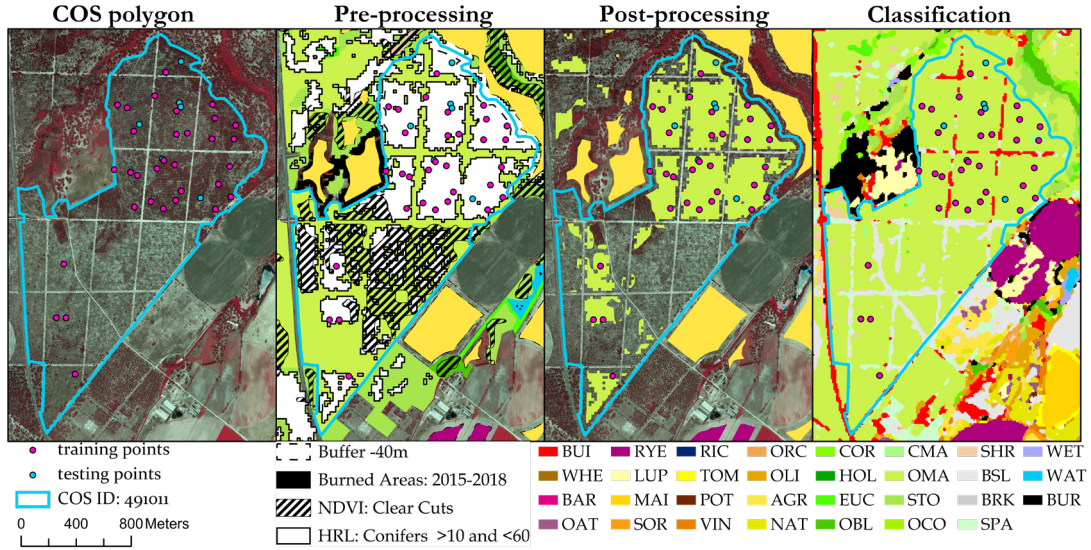 COS polygon
Pre-processing
Post-processing
Classification
training points
testing points
COS ID: 491011
0 400 800 Meters
Buffer -40m
Burned Areas: 2015-2018
NDVI: Clear Cuts
HRL: Conifers >10 and <60
BUI RYE RIC ORC COR CMA SHR WET
WHE LUP TOM OLI HOL OMA BSL WAT
BAR MAI POT AGR EUC STO BRK BUR
OAT SOR VIN NAT OBL OCO SPA